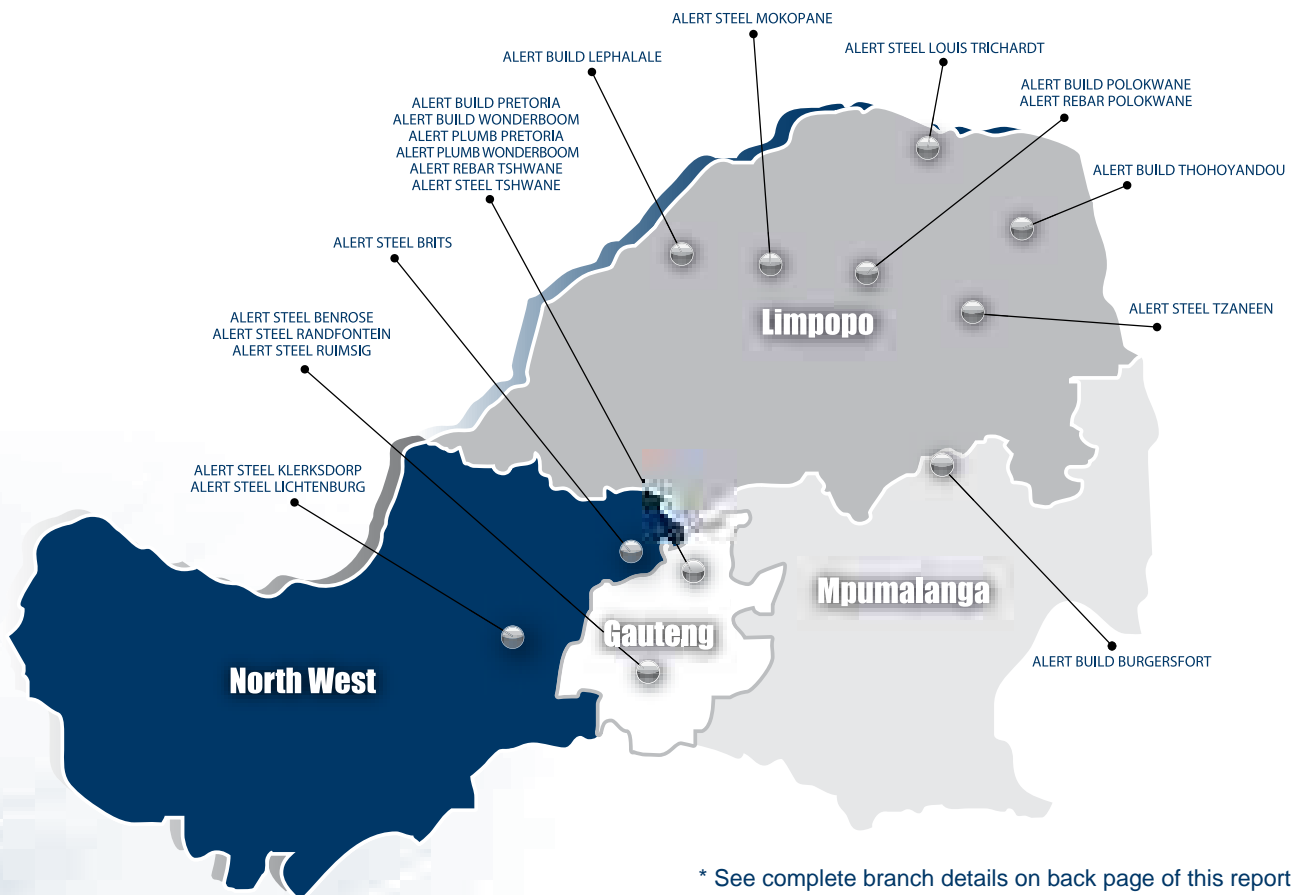 ALERT STEEL MOKOPANE
ALERT STEEL LOUIS TRICHARDT
ALERT BUILD LEPHALALE
ALERT BUILD POLOKWANE
ALERT REBAR POLOKWANE
ALERT BUILD PRETORIA
ALERT BUILD WONDERBOOM
ALERT PLUMB PRETORIA
ALERT PLUMB WONDERBOOM
ALERT REBAR TSHWANE
ALERT STEEL TSHWANE
ALERT BUILD THOHOYANDOU
ALERT STEEL BRITS
ALERT STEEL TZANEEN
ALERT STEEL BENROSE
ALERT STEEL RANDFONTEIN
ALERT STEEL RUIMSIG
Limpopo
ALERT STEEL KLERKSDORP
ALERT STEEL LICHTENBURG
Mpumalanga
Gauteng
ALERT BUILD BURGERSFORT
North West
* See complete branch details on back page of this report